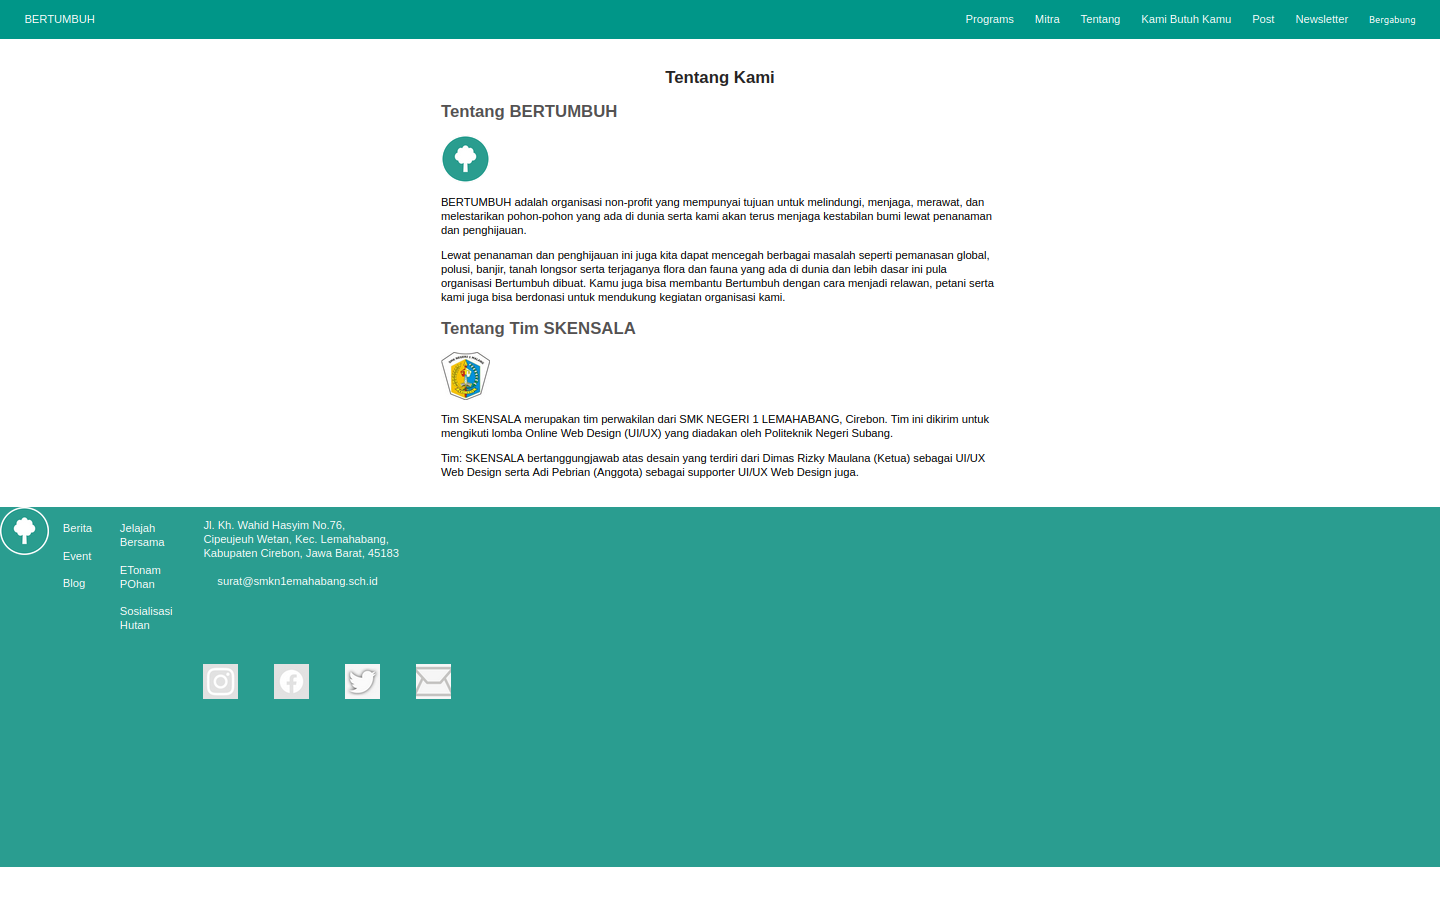 BERTUMBUH
Programs
Mitra
Tentang
Kami Butuh Kamu
Post
Newsletter
Bergabung
Tentang Kami
Tentang BERTUMBUH
BERTUMBUH adalah organisasi non-profit yang mempunyai tujuan untuk melindungi, menjaga, merawat, dan
melestarikan pohon-pohon yang ada di dunia serta kami akan terus menjaga kestabilan bumi lewat penanaman
dan penghijauan.
Lewat penanaman dan penghijauan ini juga kita dapat mencegah berbagai masalah seperti pemanasan global,
polusi, banjir, tanah longsor serta terjaganya flora dan fauna yang ada di dunia dan lebih dasar ini pula
organisasi Bertumbuh dibuat. Kamu juga bisa membantu Bertumbuh dengan cara menjadi relawan, petani serta
kami juga bisa berdonasi untuk mendukung kegiatan organisasi kami.
Tentang Tim SKENSALA
Tim SKENSALA merupakan tim perwakilan dari SMK NEGERI 1 LEMAHABANG, Cirebon. Tim ini dikirim untuk
mengikuti lomba Online Web Design (UI/UX) yang diadakan oleh Politeknik Negeri Subang.
Tim: SKENSALA bertanggungjawab atas desain yang terdiri dari Dimas Rizky Maulana (Ketua) sebagai UI/UX
Web Design serta Adi Pebrian (Anggota) sebagai supporter UI/UX Web Design juga.
Berita
Event
Blog
Jelajah
Bersama
ETonam
POhan
Sosialisasi
Hutan
Jl. Kh. Wahid Hasyim No.76,
Cipeujeuh Wetan, Kec. Lemahabang,
Kabupaten Cirebon, Jawa Barat, 45183
surat@smkn1emahabang.sch.id